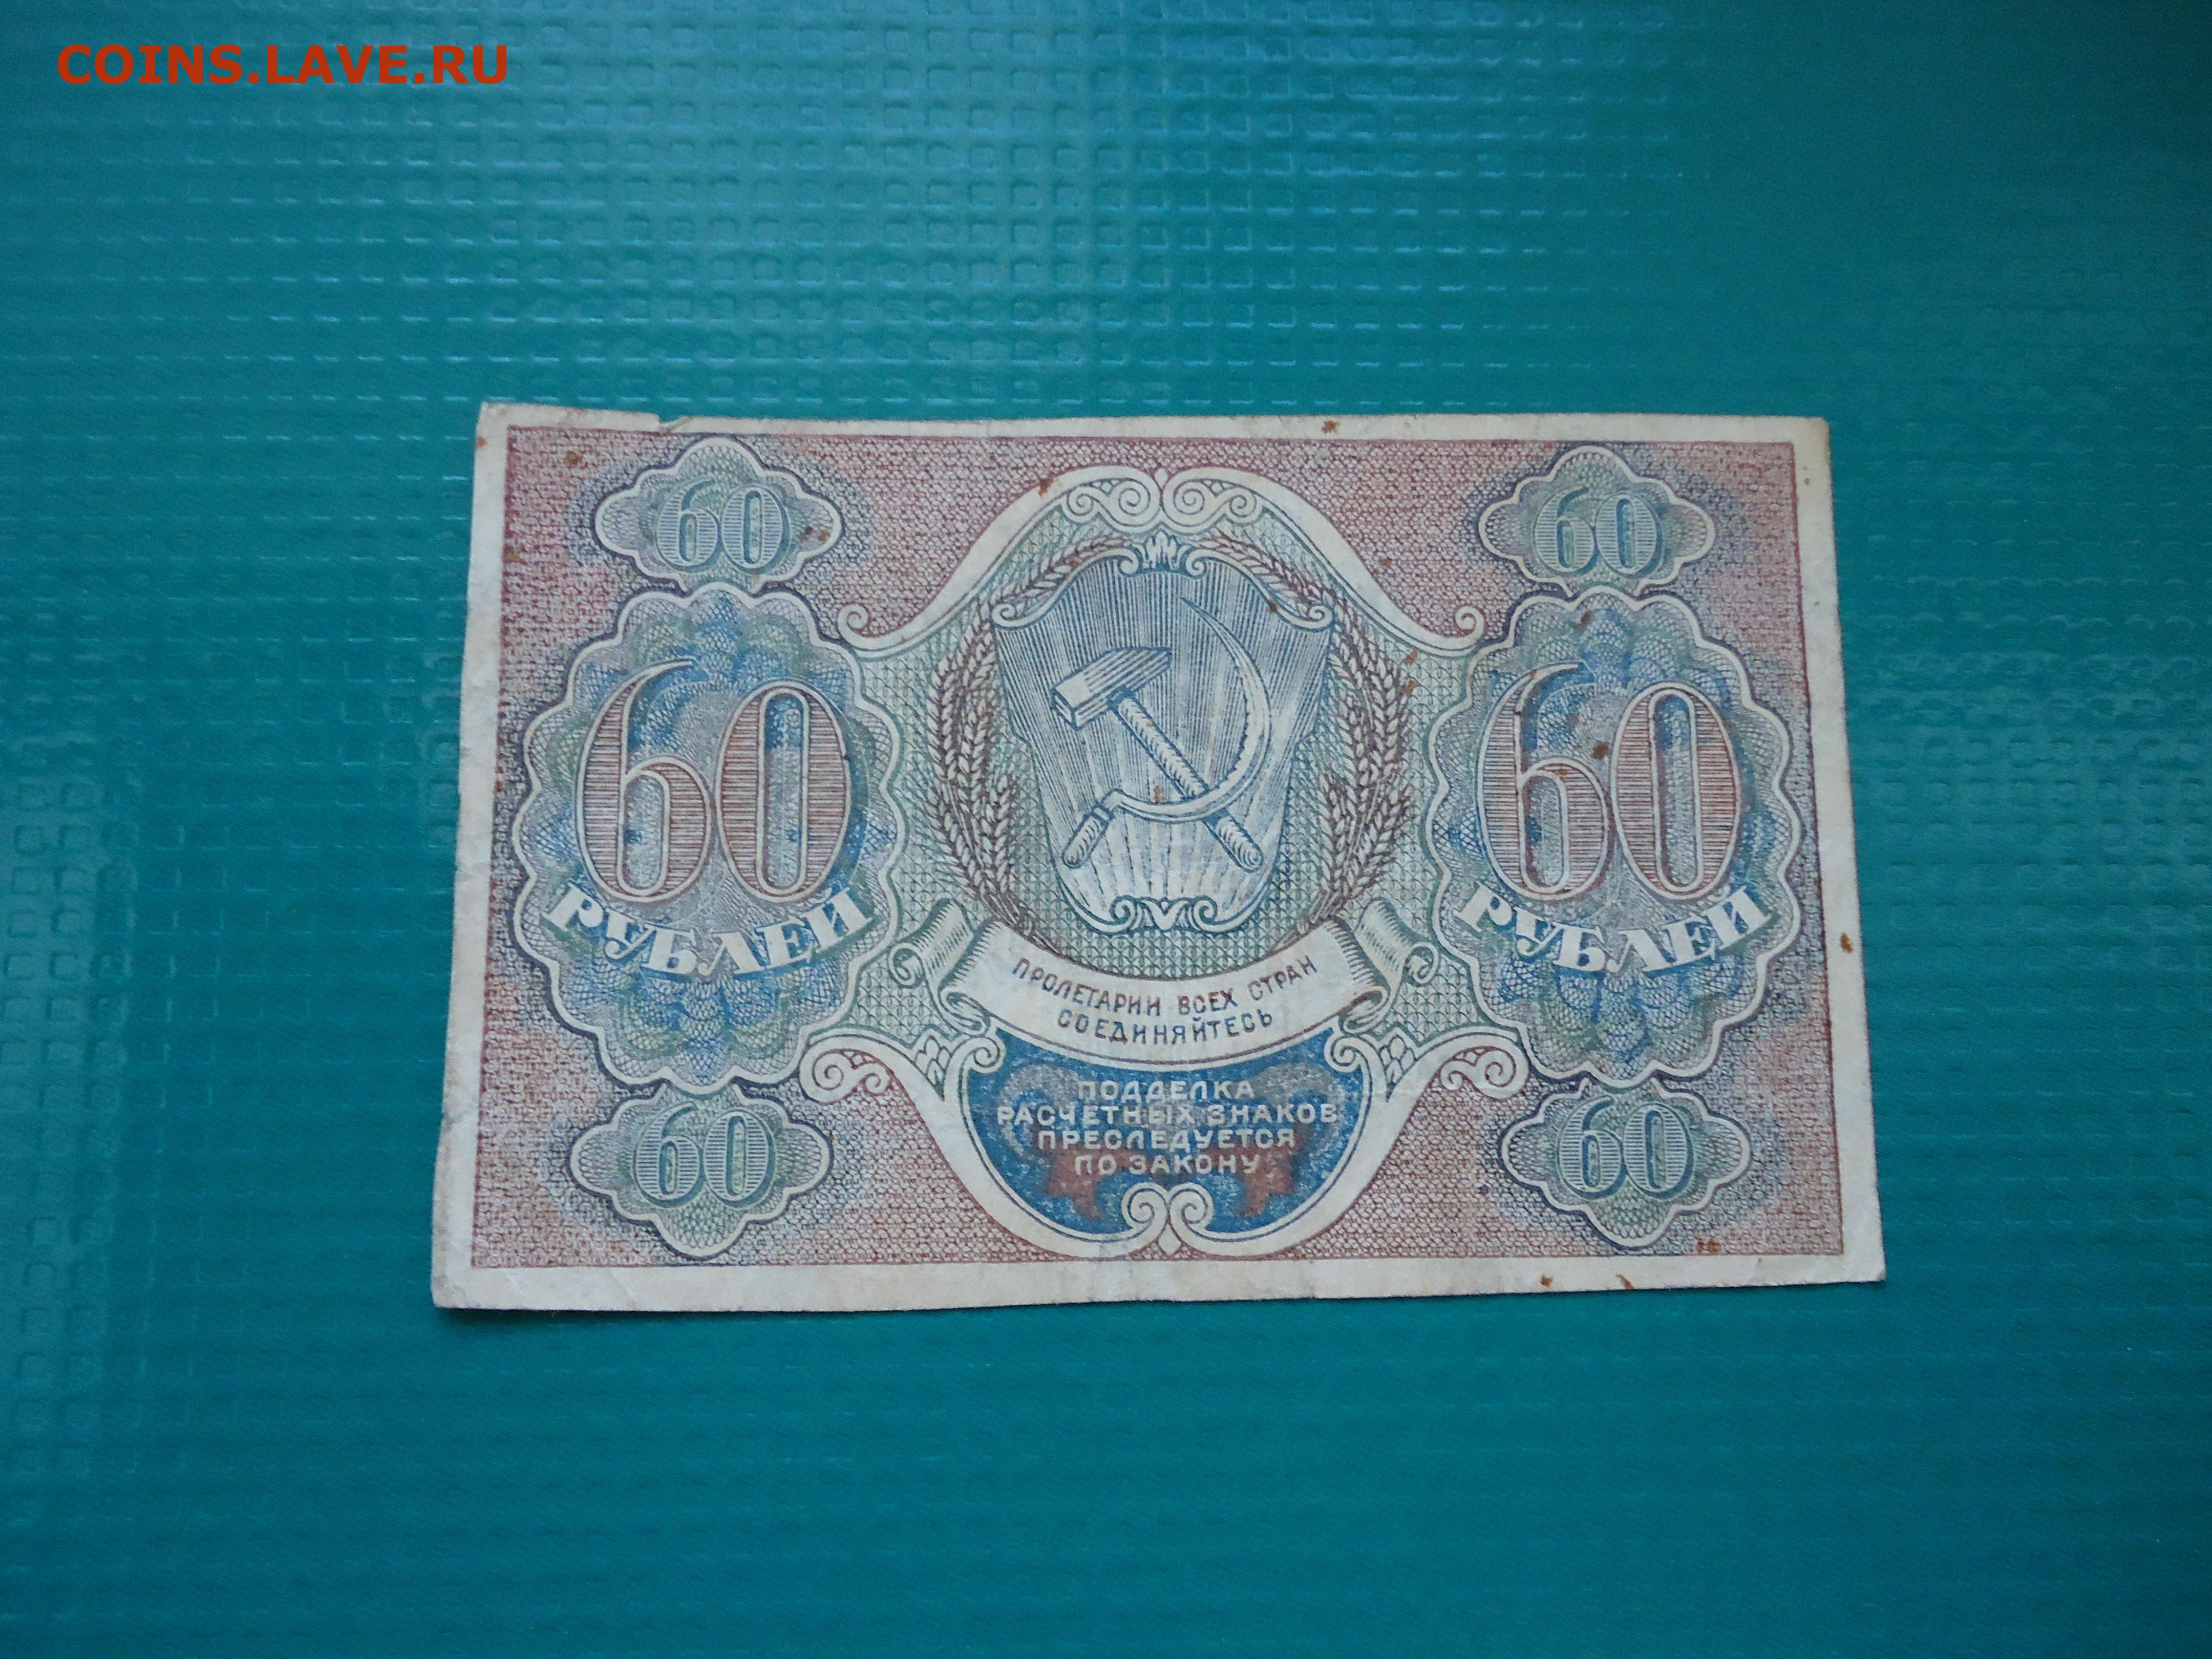 COINS.LAVE.RU
60
60
60
РУБЛЕЙ
60
РУБЛЕЙ
ПРОЛЕТАРИИ ВСЕХ СТРАН
СОЕДИНЯЙТЕСЬ
ПОДДЕЛКА
РАСЧЕТНЫХ ЗНАКОВ
ПРЕСЛЕДУЕТСЯ
ПО ЗАКОНУ
60
60